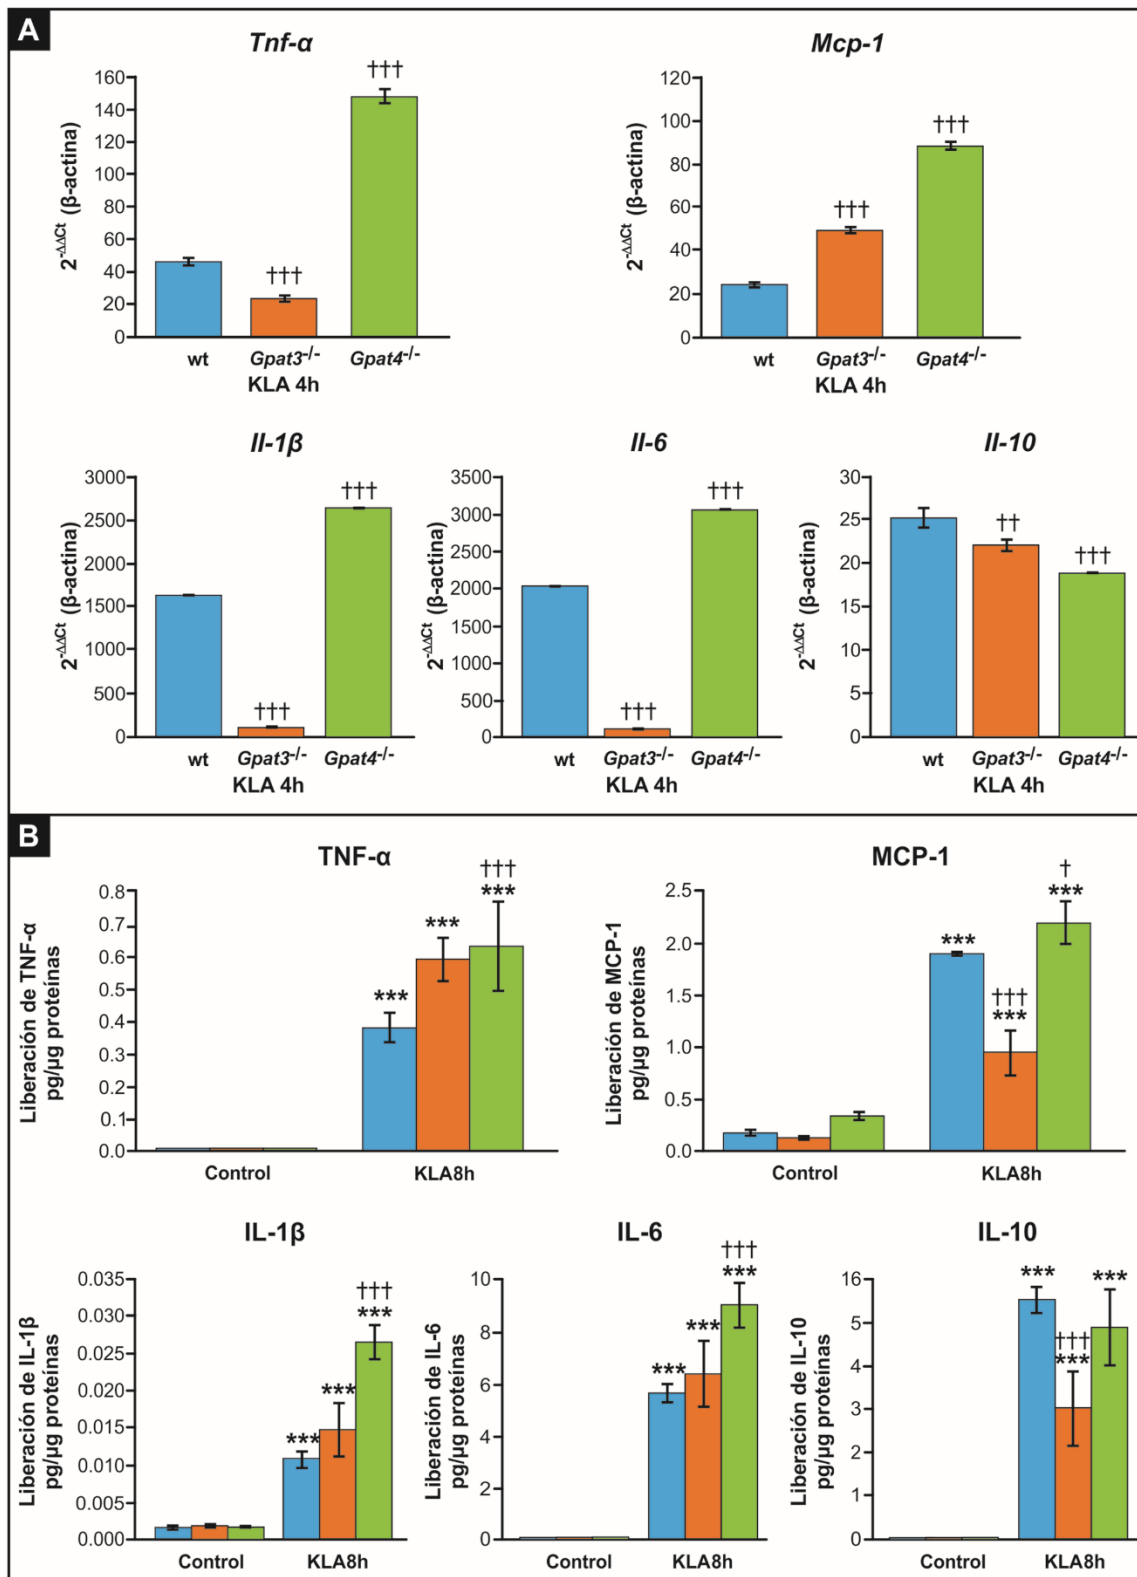 A
Tnf-α
2-ΔΔCt (β-actina)
160
140
120
100
80
60
40
20
0
†††
†††
wt Gpat3-/- Gpat4-/-
KLA 4h
Mcp-1
2-ΔΔCt (β-actina)
120
100
80
60
40
20
0
†††
†††
wt Gpat3-/- Gpat4-/-
KLA 4h
Il-1β
2-ΔΔCt (β-actina)
3000
2500
2000
1500
1000
500
0
†††
†††
wt Gpat3-/- Gpat4-/-
KLA 4h
Il-6
2-ΔΔCt (β-actina)
3500
3000
2500
2000
1500
1000
500
0
†††
†††
wt Gpat3-/- Gpat4-/-
KLA 4h
Il-10
2-ΔΔCt (β-actina)
30
25
20
15
10
5
0
††
†††
wt Gpat3-/- Gpat4-/-
KLA 4h
B
TNF-α
Liberación de TNF-α
pg/µg proteínas
0.8
0.7
0.6
0.5
0.4
0.3
0.2
0.1
0.0
***
***
†††
***
Control KLA8h
MCP-1
Liberación de MCP-1
pg/µg proteínas
2.5
2.0
1.5
1.0
0.5
0.0
***
†††
***
†
***
Control KLA8h
IL-1β
Liberación de IL-1β
pg/µg proteínas
0.035
0.030
0.025
0.020
0.015
0.010
0.005
0.000
***
***
†††
***
Control KLA8h
IL-6
Liberación de IL-6
pg/µg proteínas
10
8
6
4
2
0
***
***
†††
***
Control KLA8h
IL-10
Liberación de IL-10
pg/µg proteínas
16
5
4
3
2
1
0
***
†††
***
***
Control KLA8h